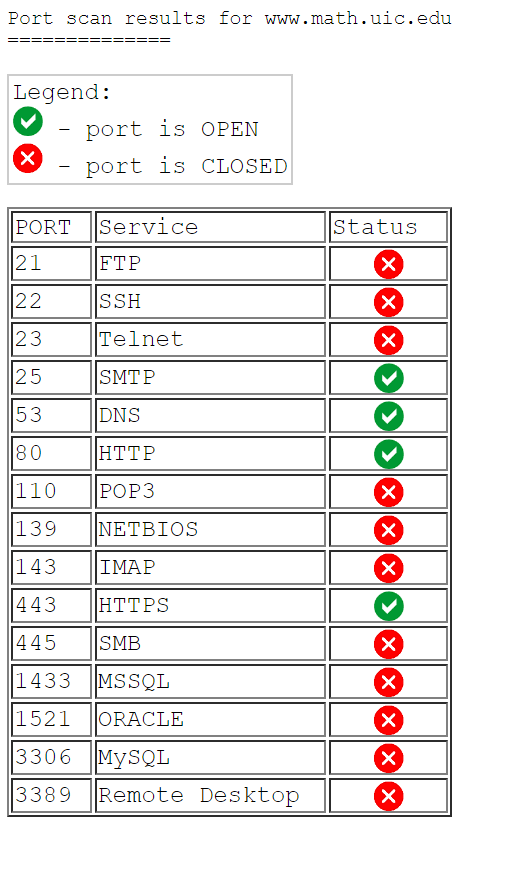 Port scan results for www.math.uic.edu
==============
Legend:
- port is OPEN
- port is CLOSED
PORT Service Status
21 FTP
22 SSH
23 Telnet
25 SMTP
53 DNS
80 HTTP
110 POP3
139 NETBIOS
143 IMAP
443 HTTPS
445 SMB
1433 MSSQL
1521 ORACLE
3306 MySQL
3389 Remote Desktop